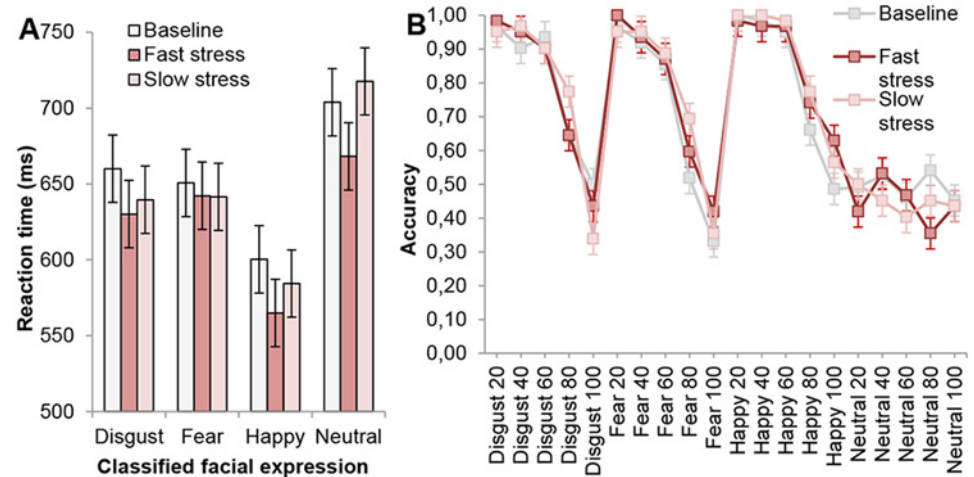 A
Reaction time (ms)
750
700
650
600
550
500
Baseline
Fast stress
Slow stress
Disgust
Fear
Happy
Neutral
Classified facial expression
B
Accuracy
1,00
0,90
0,80
0,70
0,60
0,50
0,40
0,30
0,20
0,10
0,00
Baseline
Fast
stress
Slow
stress
Disgust 20
Disgust 40
Disgust 60
Disgust 80
Disgust 100
Fear 20
Fear 40
Fear 60
Fear 80
Fear 100
Happy 20
Happy 40
Happy 60
Happy 80
Happy 100
Neutral 20
Neutral 40
Neutral 60
Neutral 80
Neutral 100